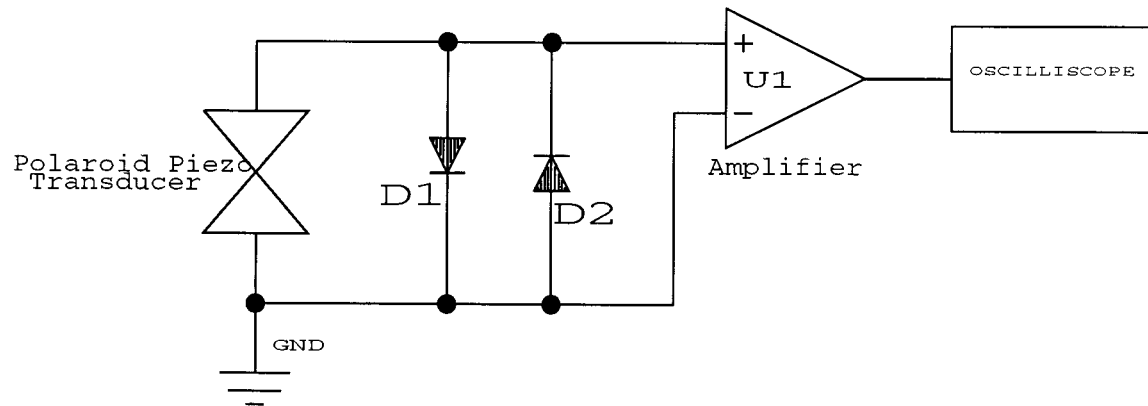 +
U1
−
OSCILLISCOPE
Polaroid Piezo
Transducer
Amplifier
D1
D2
GND